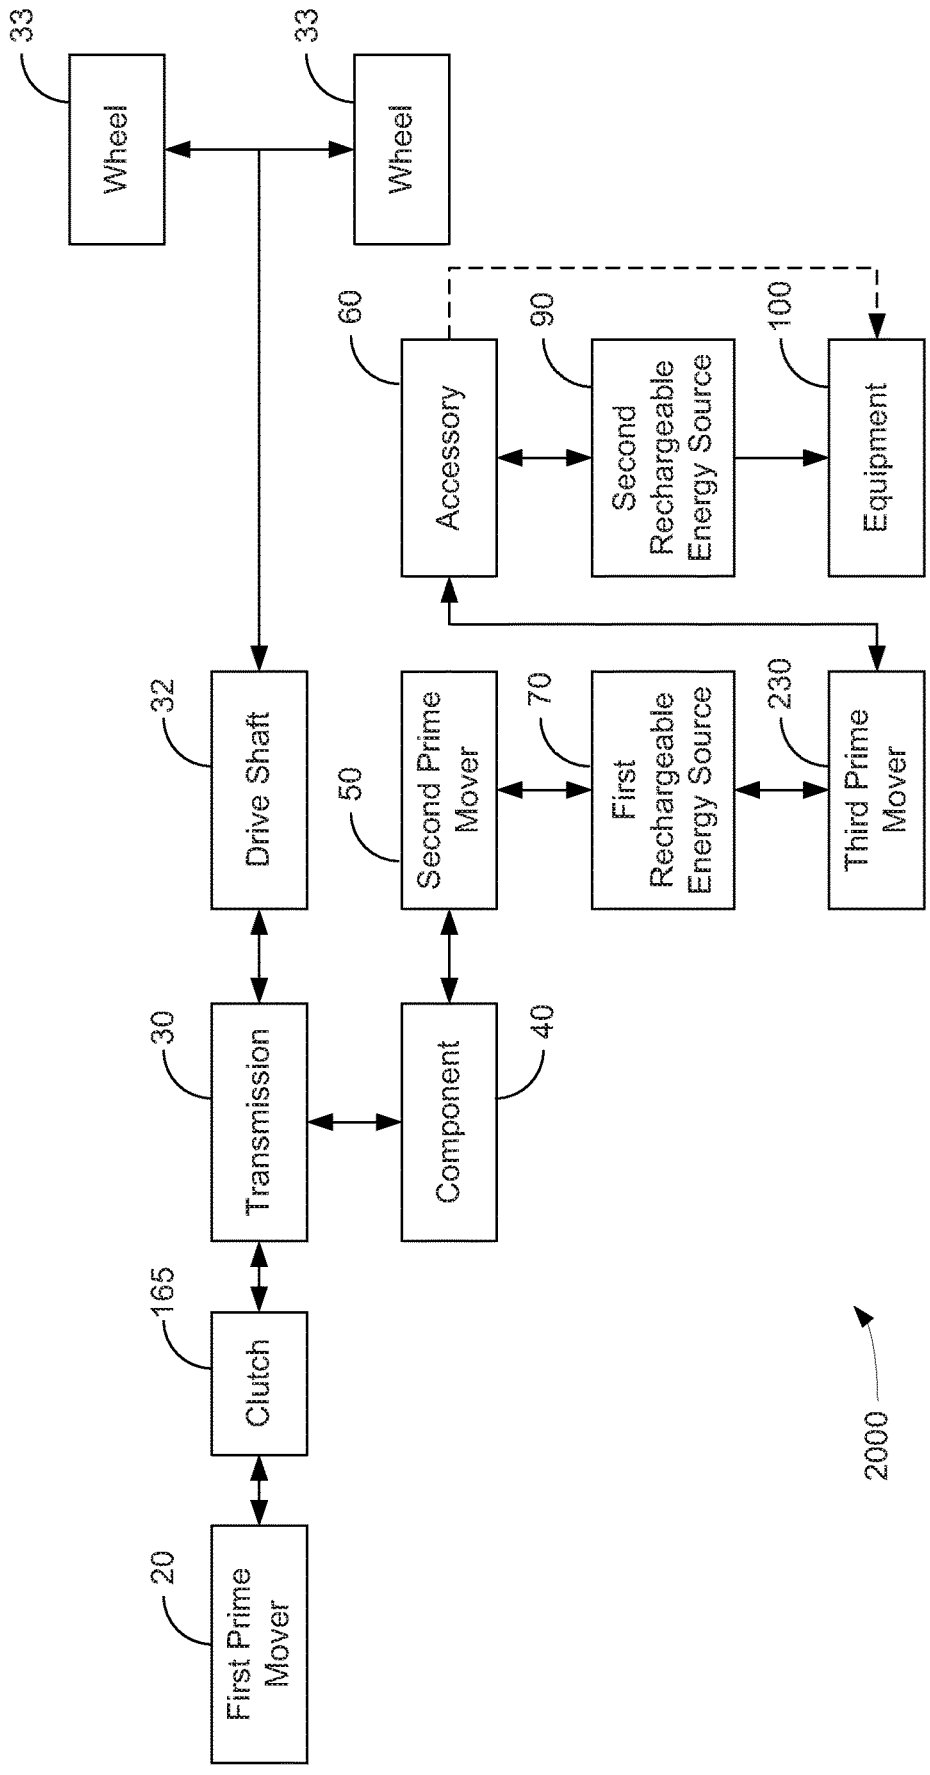 20
First Prime
Mover
165
Clutch
30
Transmission
32
Drive Shaft
33
Wheel
33
Wheel
Component
40
50
Second Prime
Mover
60
Accessory
70
First
Rechargeable
Energy Source
90
Second
Rechargeable
Energy Source
230
Third Prime
Mover
100
Equipment
2000